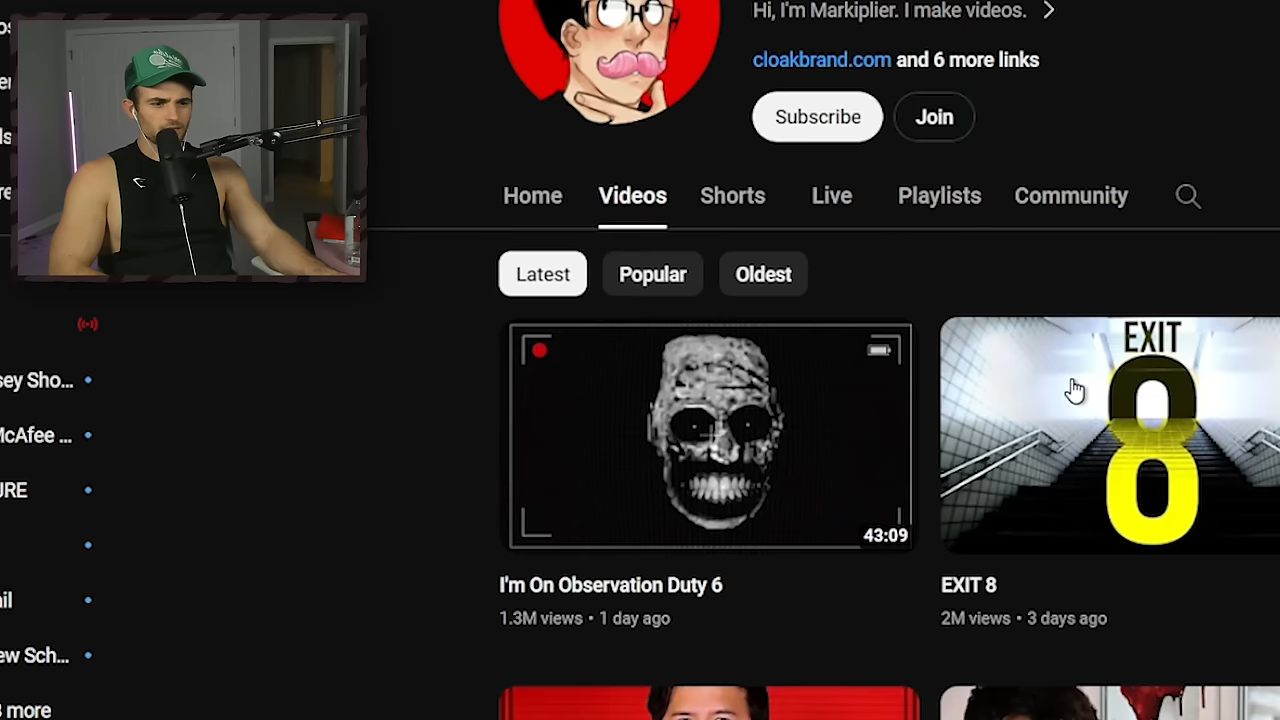 Hi, I'm Markiplier. I make videos.
cloakbrand.com and 6 more links
Subscribe
Join
Home
Videos
Shorts
Live
Playlists
Community
Latest
Popular
Oldest
sey Sho...
McAfee ...
URE
ail
ew Sch...
more
43:09
EXIT
8
I'm On Observation Duty 6
1.3M views • 1 day ago
EXIT 8
2M views • 3 days ago